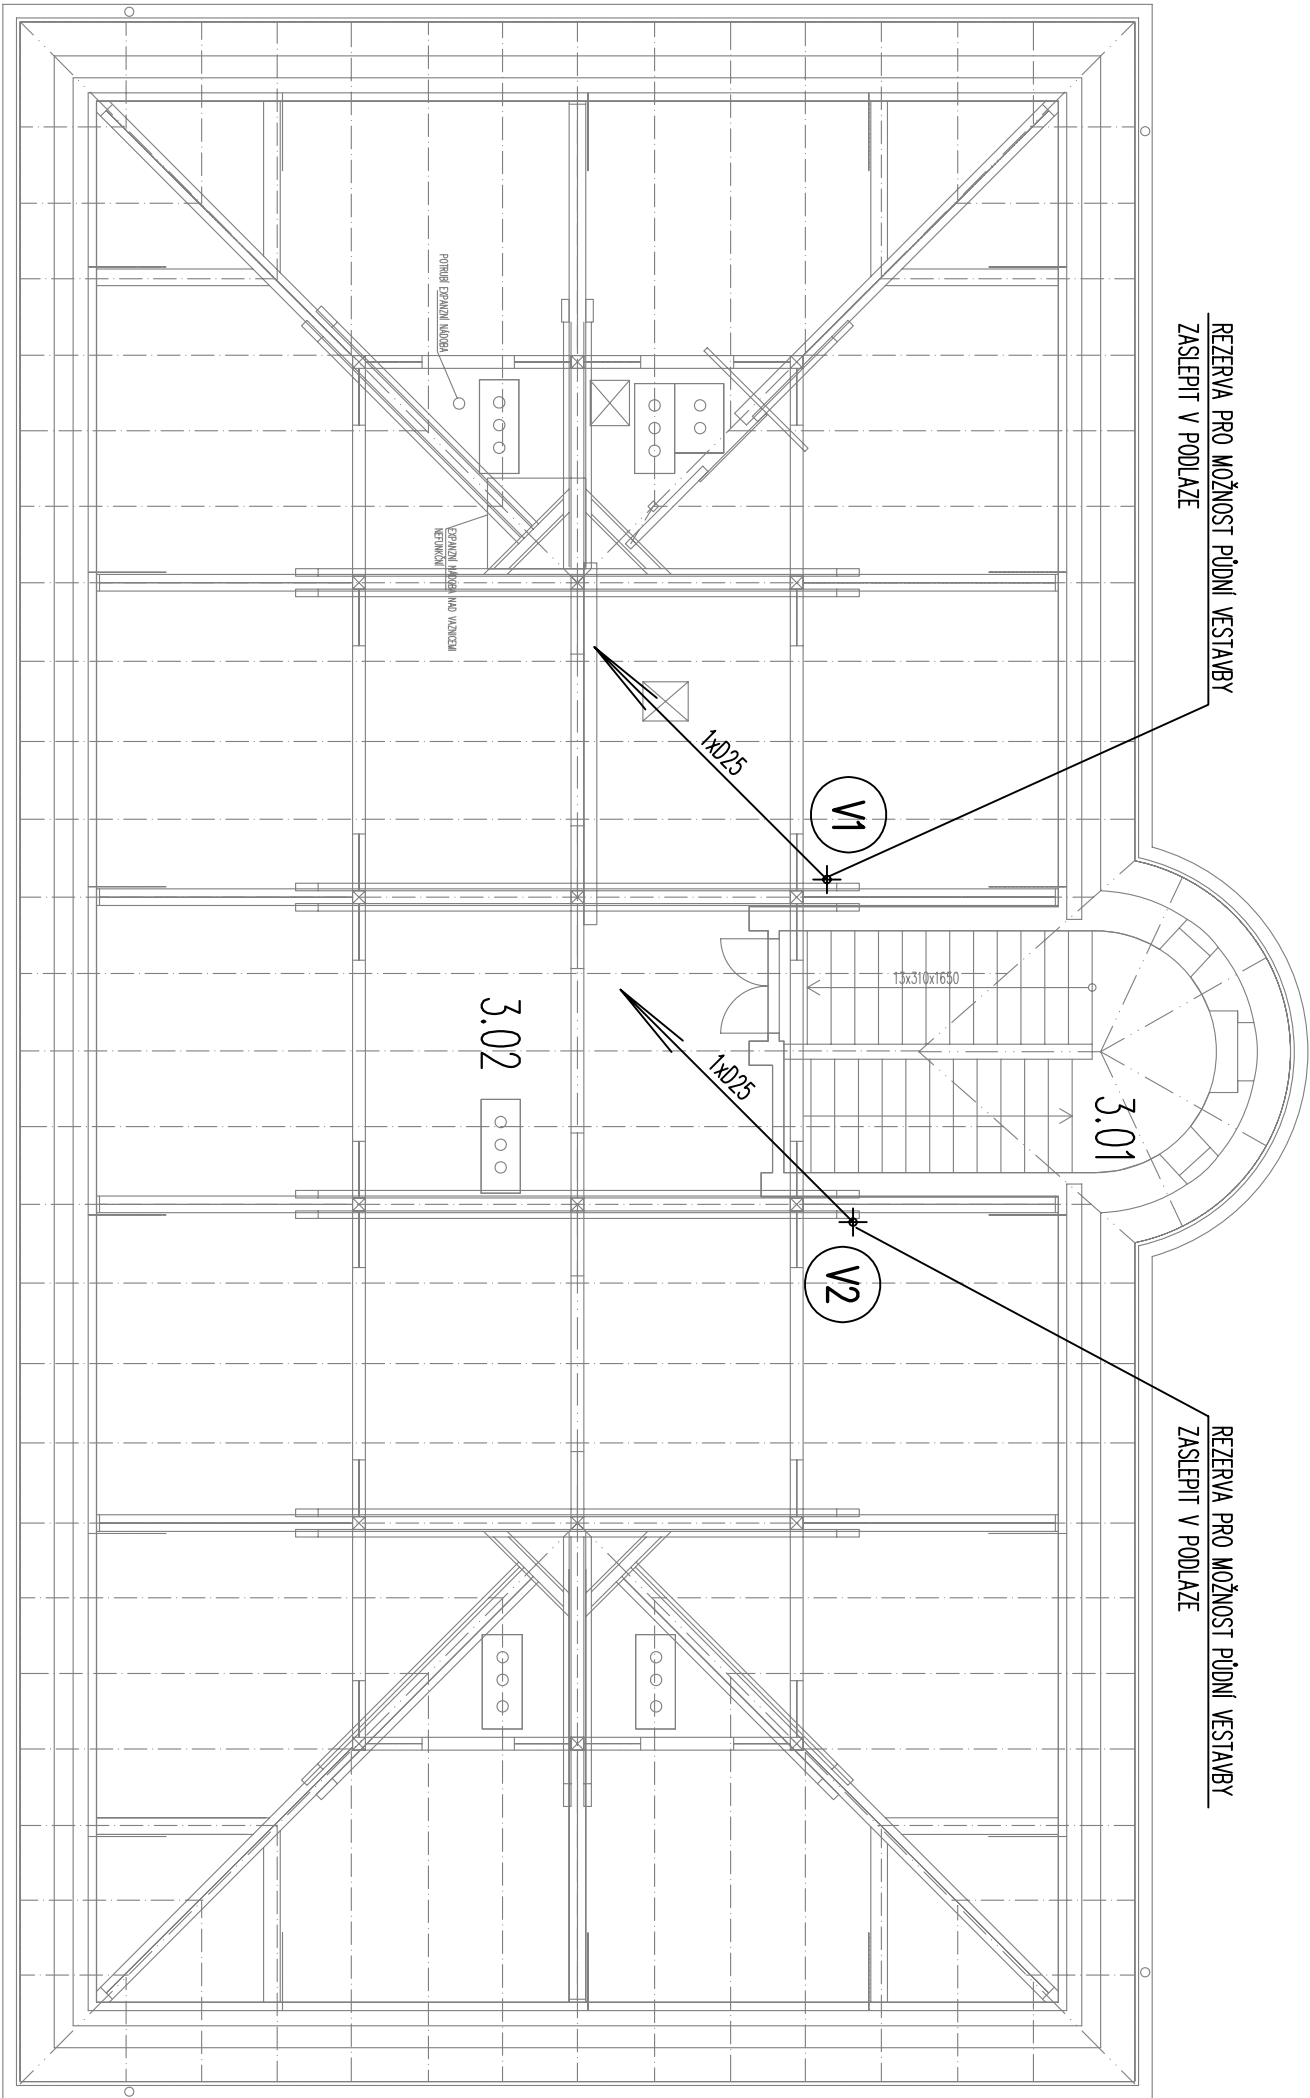 REZERVA PRO MOŽNOST PŮDNÍ VESTAVBY
ZASLEPIT V PODLAZE
REZERVA PRO MOŽNOST PŮDNÍ VESTAVBY
ZASLEPIT V PODLAZE
3.01
13x310x1650
V1
V2
1xD25
1xD25
3.02
POTRUBÍ EXPANZNÍ NÁDOBA
EXPANZNÍ NÁDOBA NAD VAZNICEMI
NEFUNKČNÍ